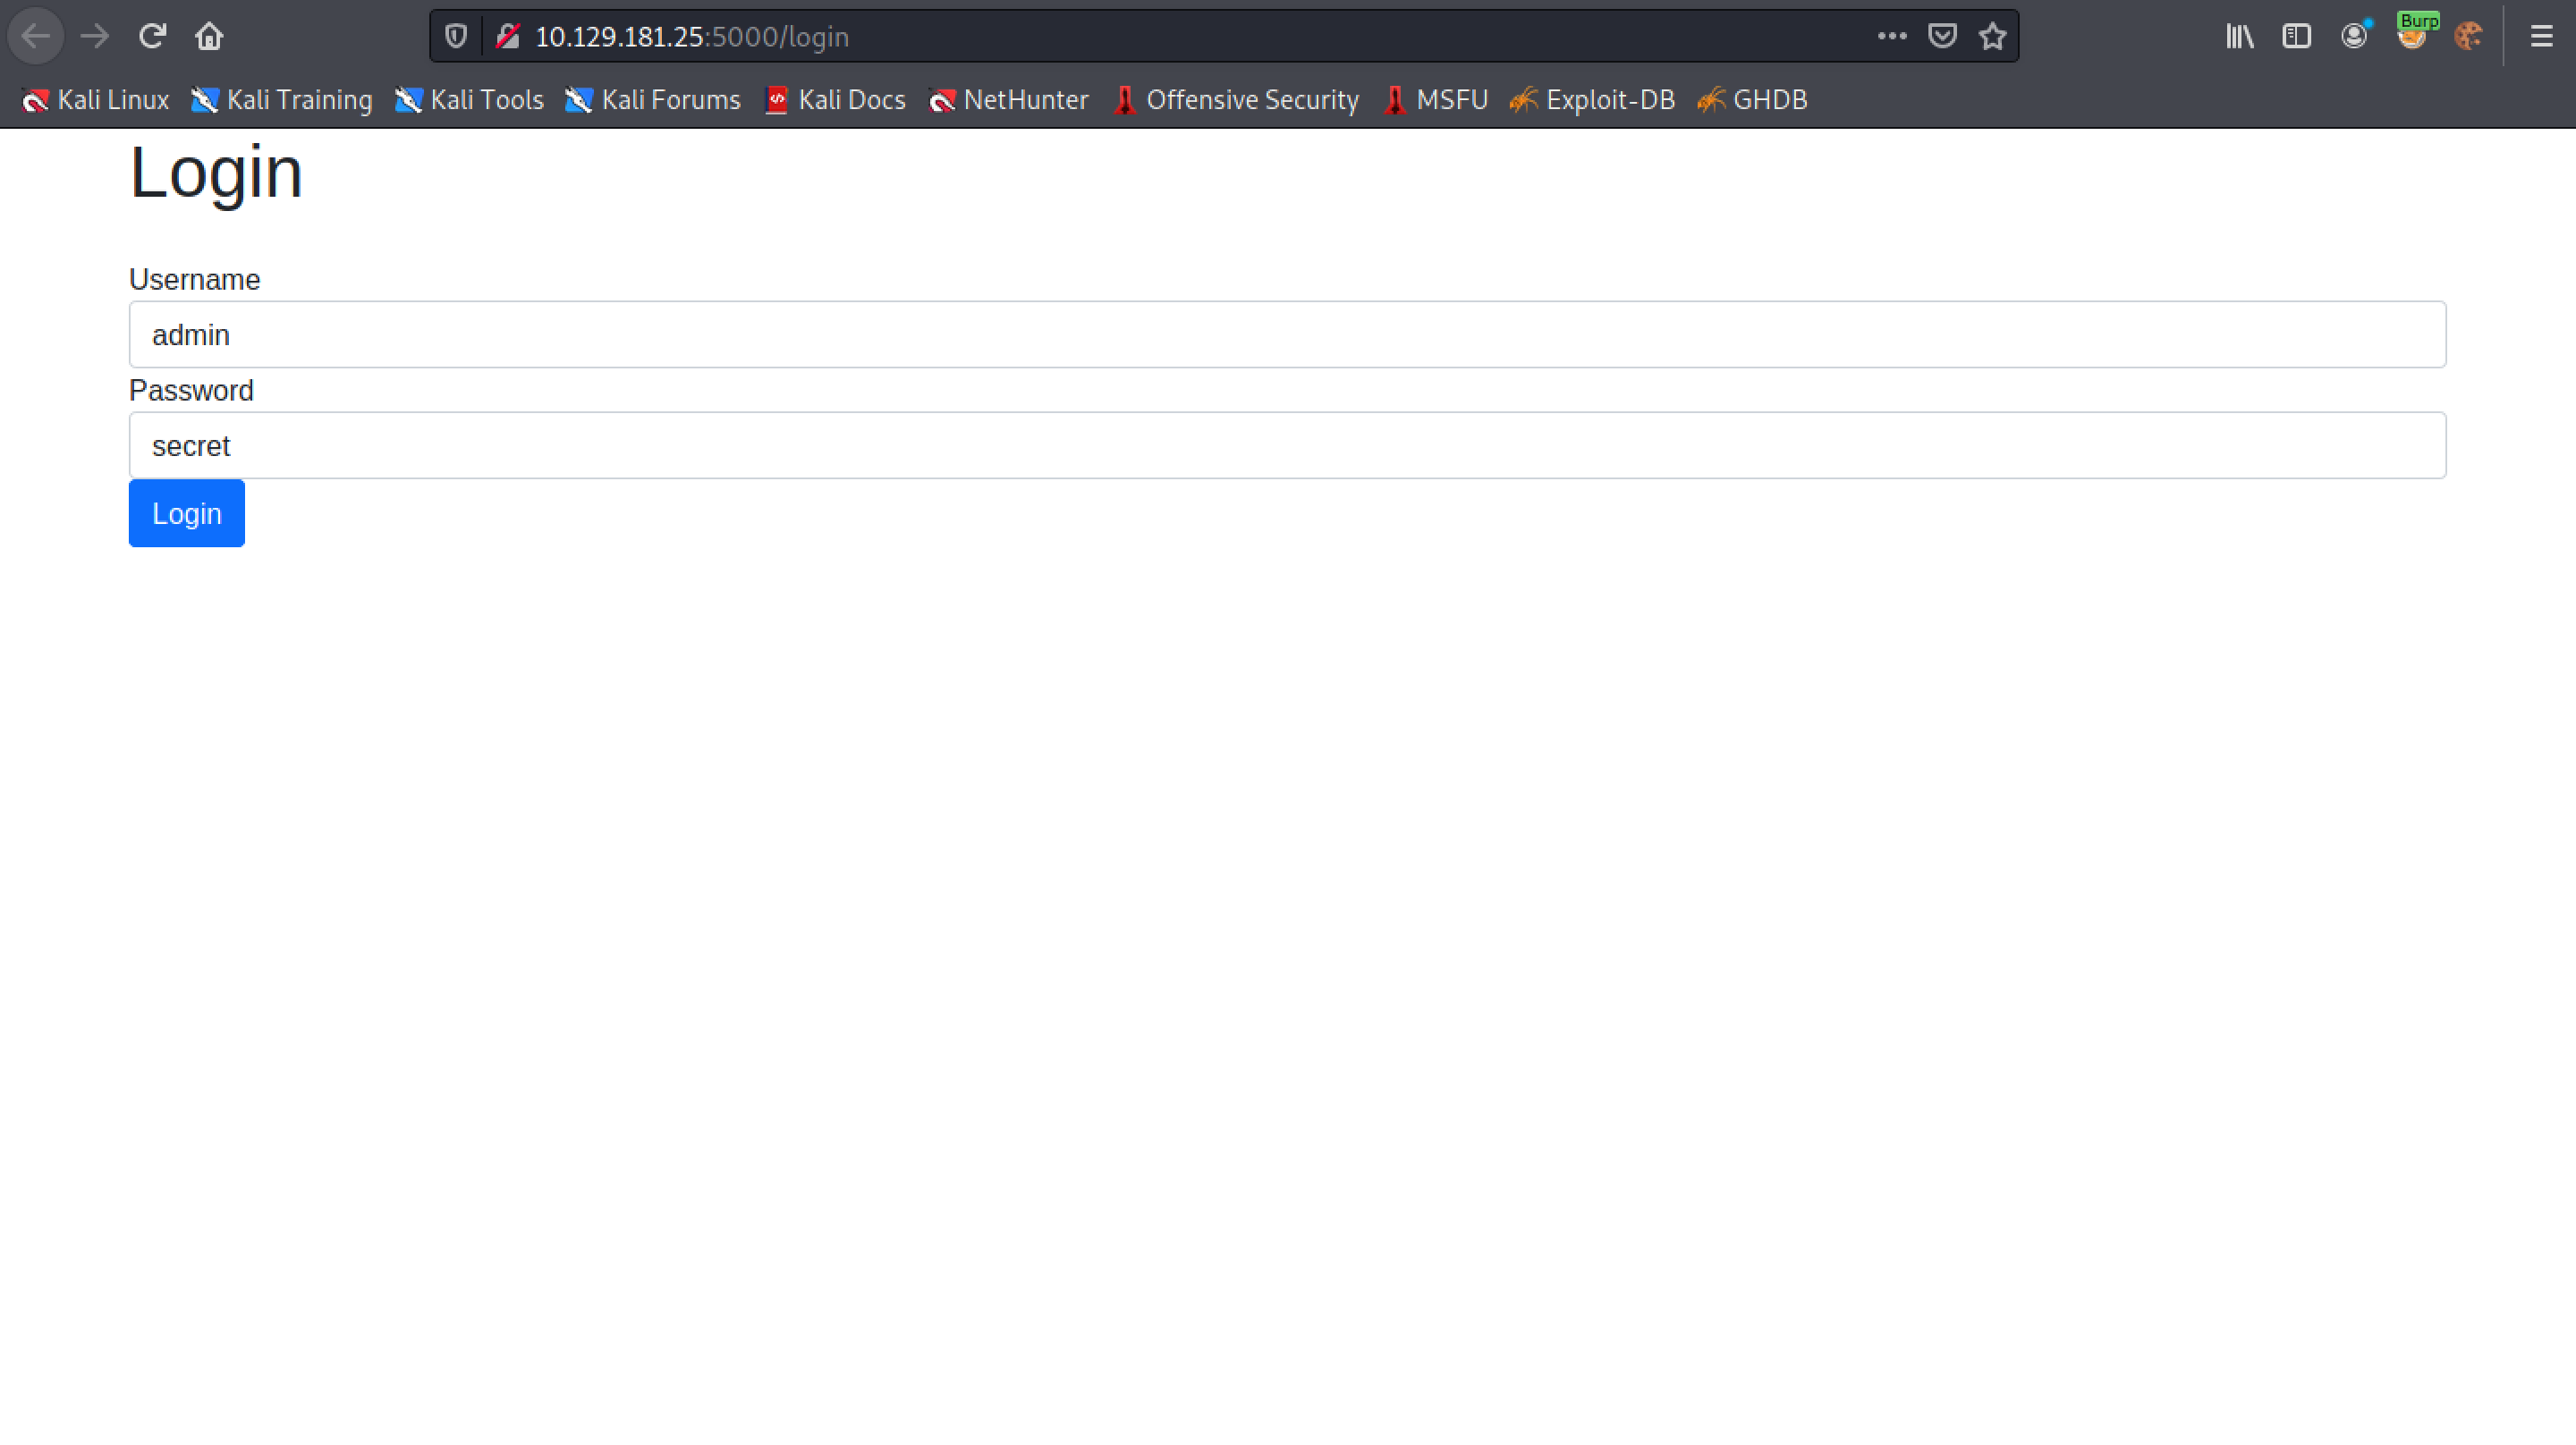 10.129.181.25:5000/login
Burp
Kali Linux Kali Training Kali Tools Kali Forums Kali Docs NetHunter Offensive Security MSFU Exploit-DB GHDB
Login
Username
admin
Password
secret
Login